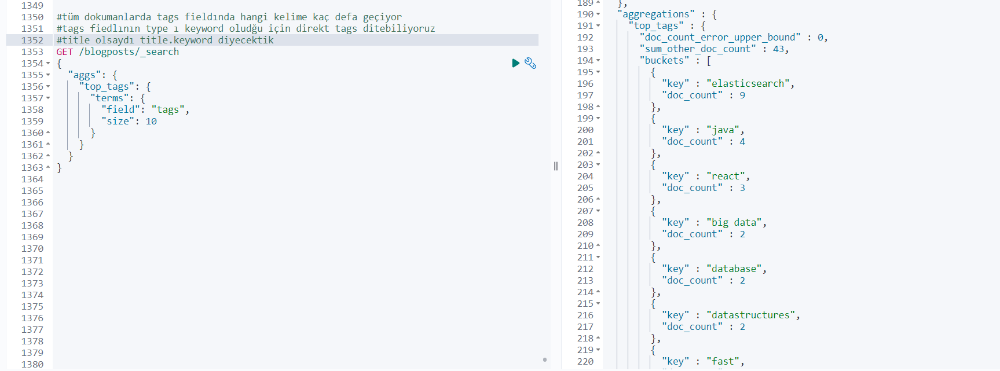 1349
1350 #tüm dokumanlarda tags fieldında hangi kelime kaç defa geçiyor
1351 #tags fiedlının type ı keyword oludğu için direkt tags ditebiliyoruz
1352 #title olsaydı title.keyword diyecektik
1353 GET /blogposts/_search
1354 {
1355 "aggs": {
1356 "top_tags": {
1357 "terms": {
1358 "field": "tags",
1359 "size": 10
1360 }
1361 }
1362 }
1363 }
1364
1365
1366
1367
1368
1369
1370
1371
1372
1373
1374
1375
1376
1377
1378
1379
1380
189 },
190 "aggregations" : {
191 "top_tags" : {
192 "doc_count_error_upper_bound" : 0,
193 "sum_other_doc_count" : 43,
194 "buckets" : [
195 {
196 "key" : "elasticsearch",
197 "doc_count" : 9
198 },
199 {
200 "key" : "java",
201 "doc_count" : 4
202 },
203 {
204 "key" : "react",
205 "doc_count" : 3
206 },
207 {
208 "key" : "big data",
209 "doc_count" : 2
210 },
211 {
212 "key" : "database",
213 "doc_count" : 2
214 },
215 {
216 "key" : "datastructures",
217 "doc_count" : 2
218 },
219 {
220 "key" : "fast",